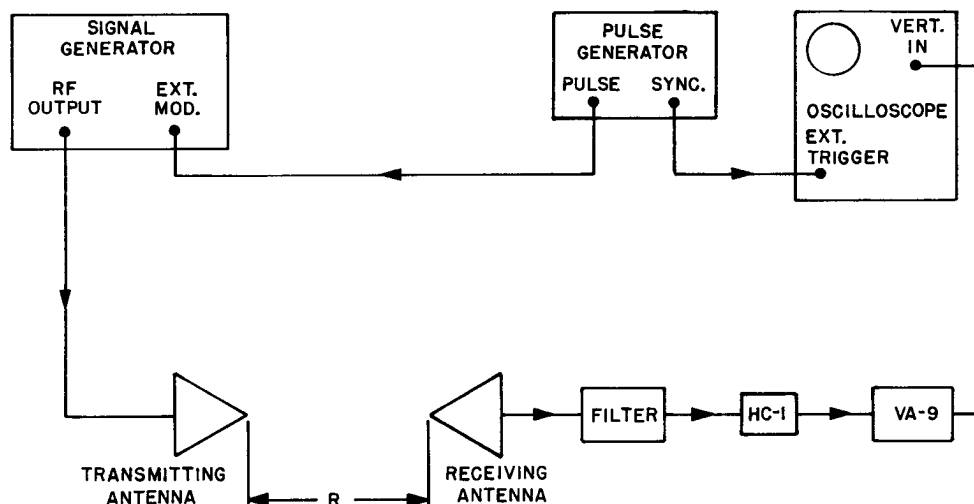 SIGNAL
GENERATOR
RF
OUTPUT
EXT.
MOD.
PULSE
GENERATOR
PULSE
SYNC.
VERT.
IN
OSCILLOSCOPE
EXT.
TRIGGER
TRANSMITTING
ANTENNA
R
RECEIVING
ANTENNA
FILTER
HC-1
VA-9